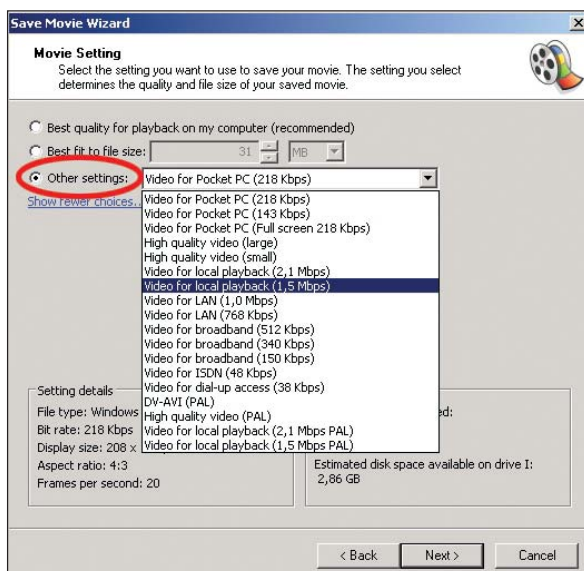 Save Movie Wizard
Movie Setting
Select the setting you want to use to save your movie. The setting you select
determines the quality and file size of your saved movie.
Best quality for playback on my computer (recommended)
Best fit to file size: 31 MB
Other settings: Video for Pocket PC (218 Kbps)
Show fewer choices..
Video for Pocket PC (218 Kbps)
Video for Pocket PC (143 Kbps)
Video for Pocket PC (Full screen 218 Kbps)
High quality video (large)
High quality video (small)
Video for local playback (2,1 Mbps)
Video for local playback (1,5 Mbps)
Video for LAN (1,0 Mbps)
Video for LAN (768 Kbps)
Video for broadband (512 Kbps)
Video for broadband (340 Kbps)
Video for broadband (150 Kbps)
Video for ISDN (48 Kbps)
Video for dial-up access (38 Kbps)
DV-AVI (PAL)
High quality video (PAL)
Video for local playback (2,1 Mbps PAL)
Video for local playback (1,5 Mbps PAL)
Setting details
File type: Windows
Bit rate: 218 Kbps
Display size: 208 x
Aspect ratio: 4:3
Frames per second: 20
ed:
Estimated disk space available on drive I:
2,86 GB
< Back Next > Cancel